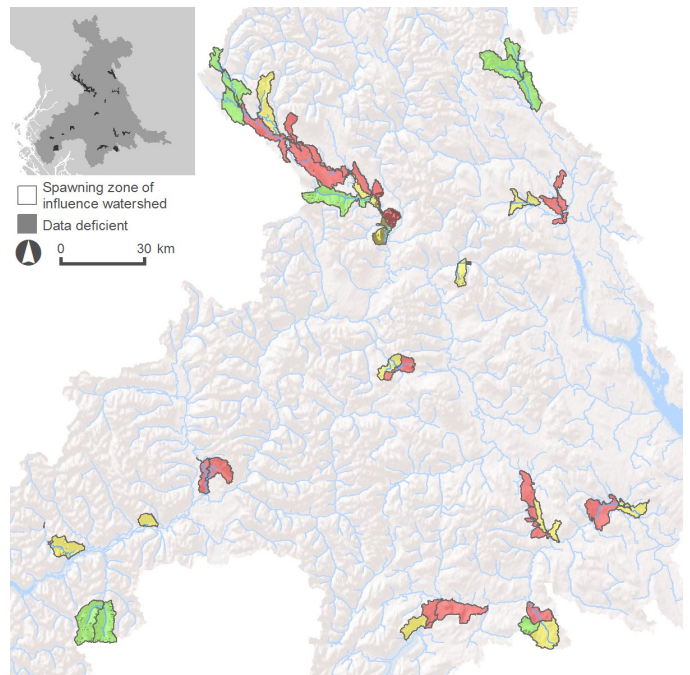 Spawning zone of
influence watershed
Data deficient
0 30 km